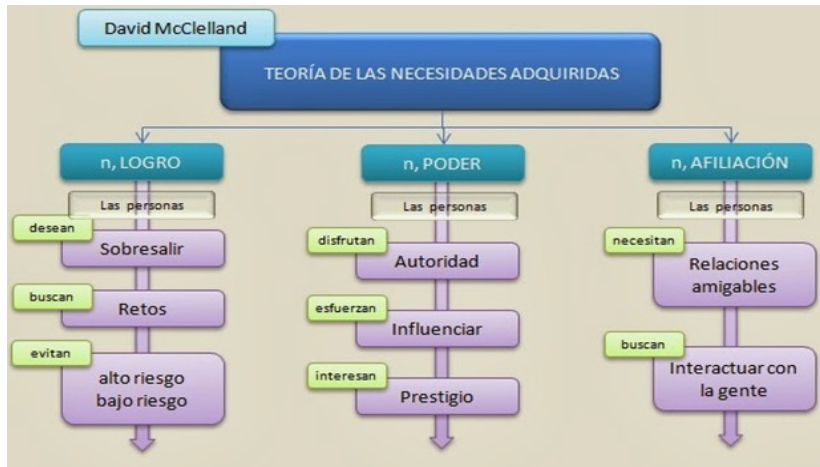 David McClelland
TEORÍA DE LAS NECESIDADES ADQUIRIDAS
n, LOGRO
Las personas
desean
Sobresalir
buscan
Retos
evitan
alto riesgo
bajo riesgo
n, PODER
Las personas
disfrutan
Autoridad
esfuerzan
Influenciar
interesan
Prestigio
n, AFILIACIÓN
Las personas
necesitan
Relaciones
amigables
buscan
Interactuar con
la gente